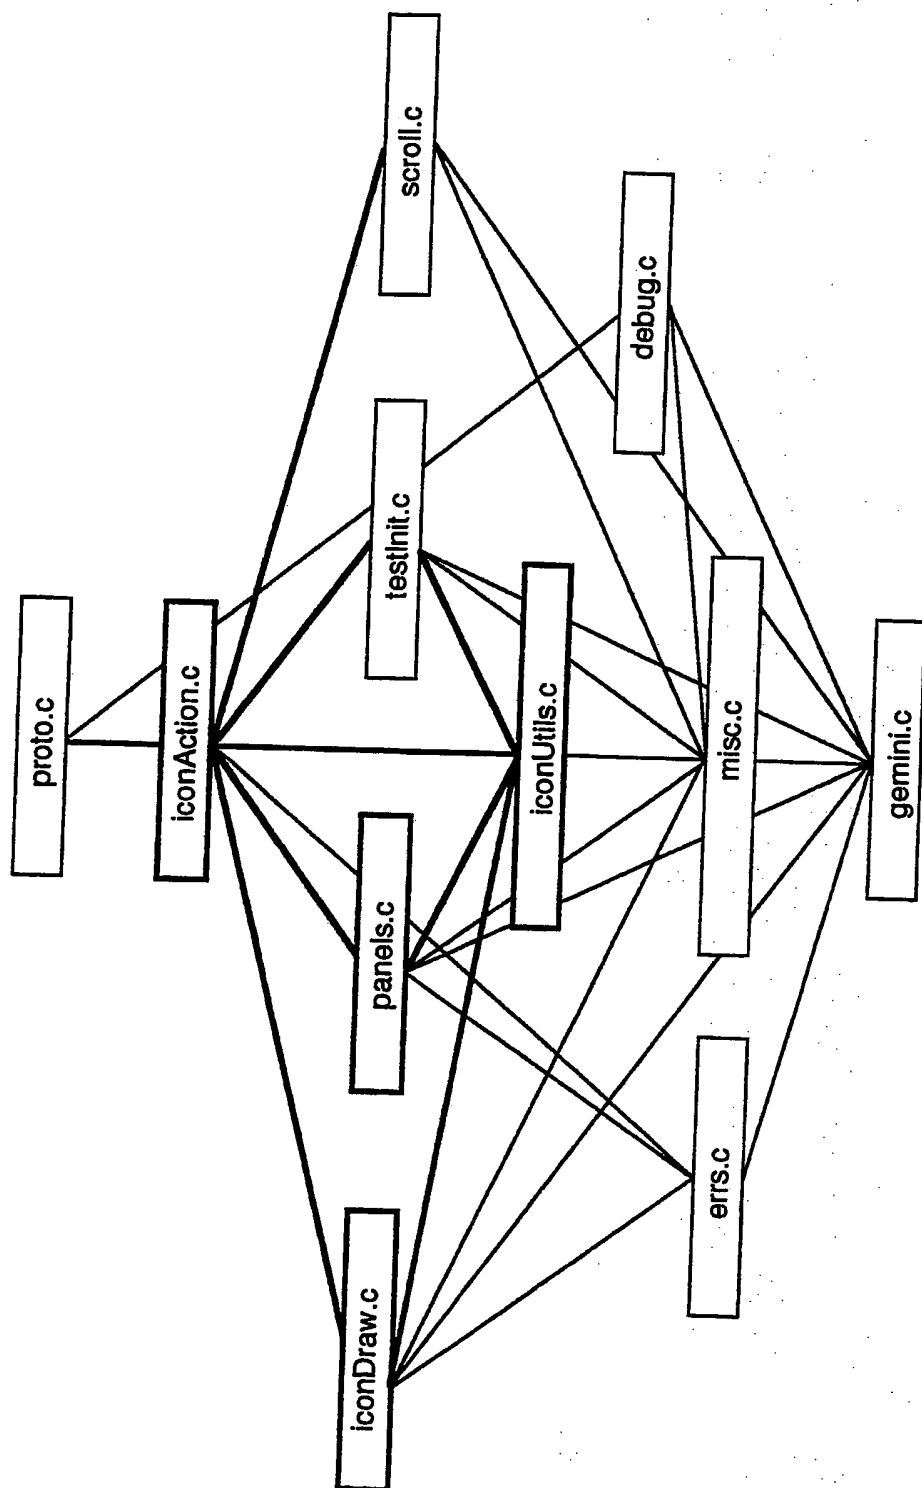 proto.c
iconAction.c
iconDraw.c
panels.c
testInit.c
scroll.c
iconUtils.c
debug.c
errs.c
misc.c
gemini.c